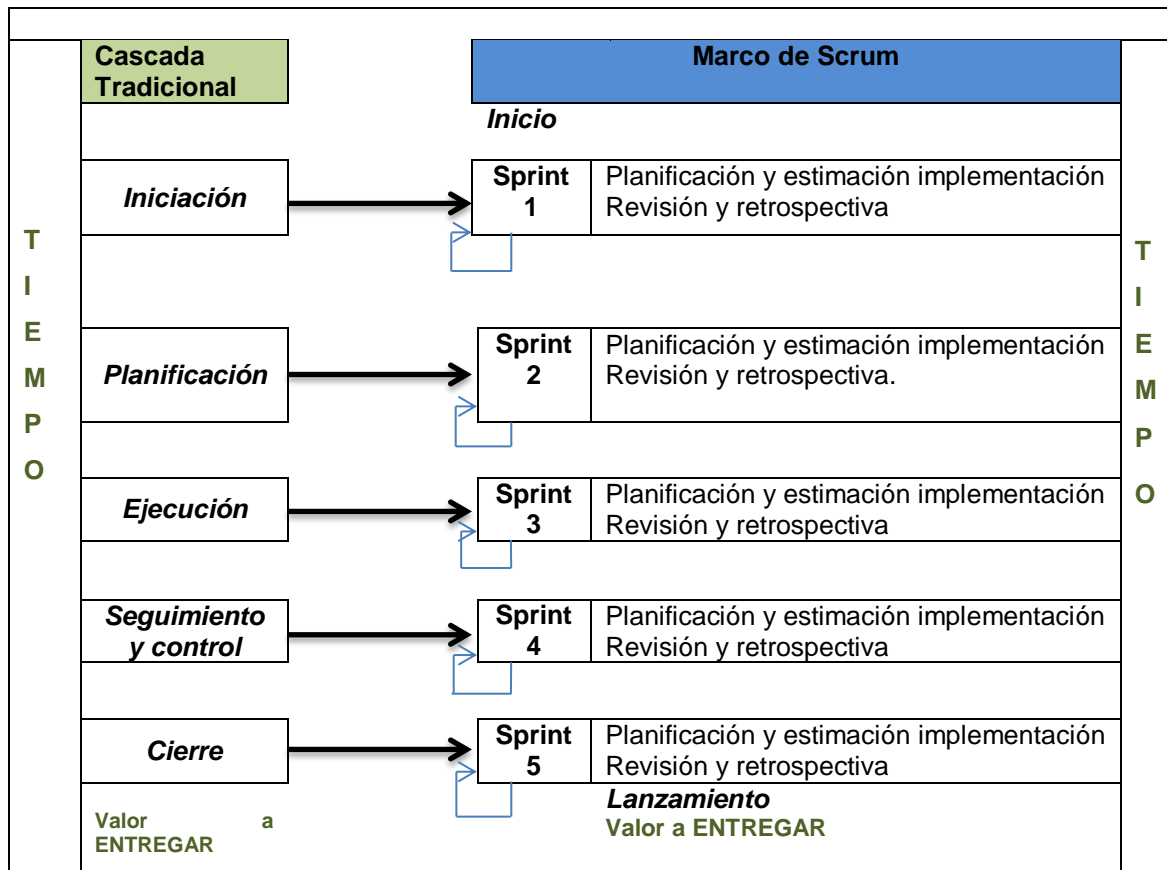 Cascada
Tradicional
Marco de Scrum
Inicio
Iniciación
Sprint
1
Planificación y estimación implementación
Revisión y retrospectiva
Planificación
Sprint
2
Planificación y estimación implementación
Revisión y retrospectiva.
Ejecución
Sprint
3
Planificación y estimación implementación
Revisión y retrospectiva
Seguimiento
y control
Sprint
4
Planificación y estimación implementación
Revisión y retrospectiva
Cierre
Sprint
5
Planificación y estimación implementación
Revisión y retrospectiva
Valor a
ENTREGAR
Lanzamiento
Valor a ENTREGAR
T
I
E
M
P
O
T
I
E
M
P
O